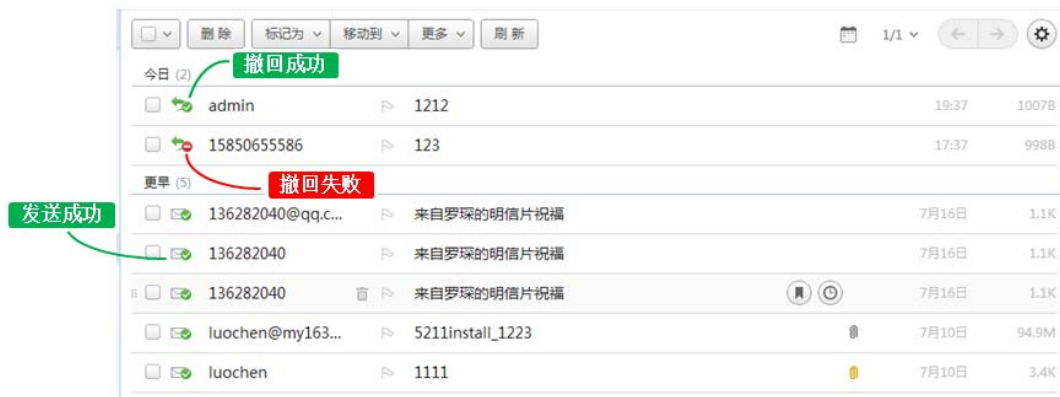 删 除 标记为 移动到 更多 刷 新 1/1
撤回成功
今日 (2)
admin 1212 19:37 1007B
15850655586 123 17:37 998B
撤回失败
更早 (5)
发送成功
136282040@qq.c... 来自罗琛的明信片祝福 7月16日 1.1K
136282040 来自罗琛的明信片祝福 7月16日 1.1K
136282040 来自罗琛的明信片祝福 7月16日 1.1K
luochen@my163... 5211install_1223 7月10日 94.9M
luochen 1111 7月10日 3.4K